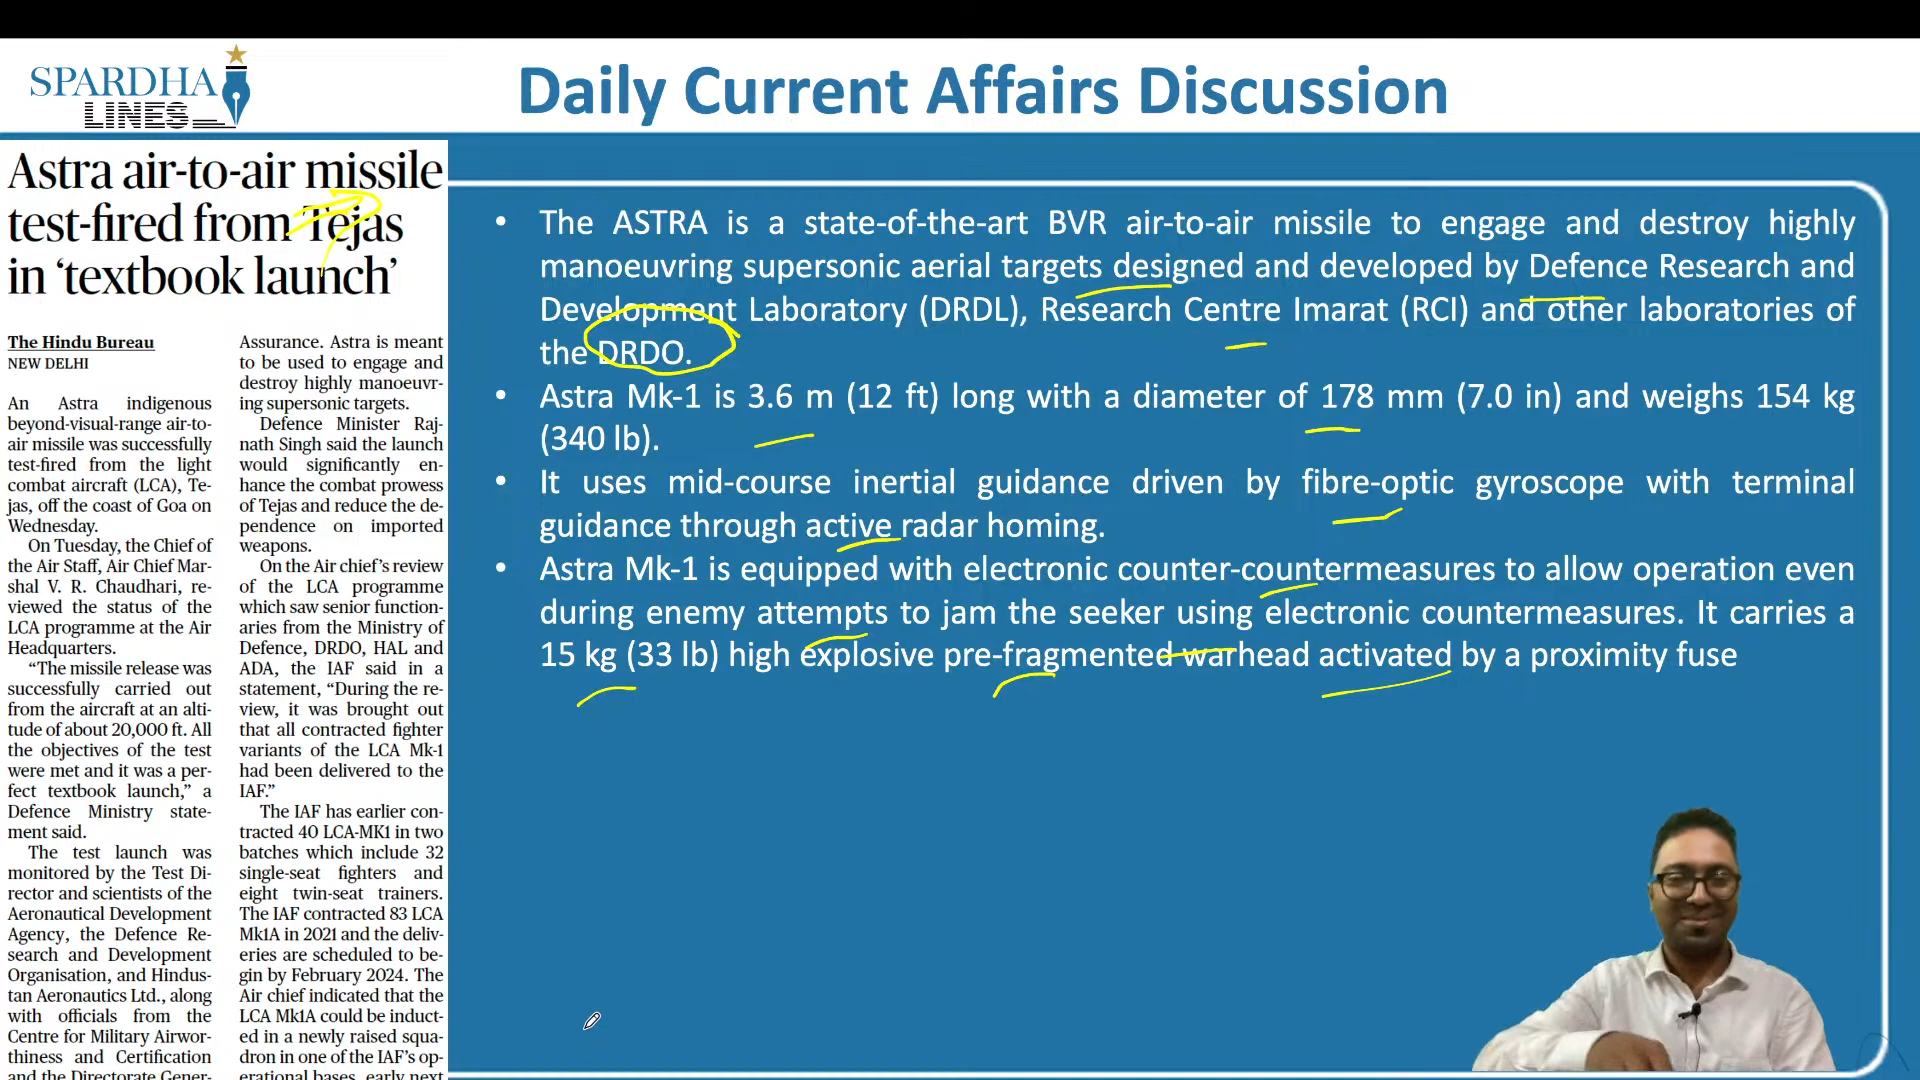 SPARDHA
LINES
Daily Current Affairs Discussion
Astra air-to-air missile
test-fired from Tejas
in ‘textbook launch’
The Hindu Bureau
NEW DELHI
An Astra indigenous
beyond-visual-range air-to-
air missile was successfully
test-fired from the light
combat aircraft (LCA), Te-
jas, off the coast of Goa on
Wednesday.
On Tuesday, the Chief of
the Air Staff, Air Chief Mar-
shal V. R. Chaudhari, re-
viewed the status of the
LCA programme at the Air
Headquarters.
“The missile release was
successfully carried out
from the aircraft at an alti-
tude of about 20,000 ft. All
the objectives of the test
were met and it was a per-
fect textbook launch,” a
Defence Ministry state-
ment said.
The test launch was
monitored by the Test Di-
rector and scientists of the
Aeronautical Development
Agency, the Defence Re-
search and Development
Organisation, and Hindus-
tan Aeronautics Ltd., along
with officials from the
Centre for Military Airwor-
thiness and Certification
and the Directorate Gener-
Assurance. Astra is meant
to be used to engage and
destroy highly manoeuvr-
ing supersonic targets.
Defence Minister Raj-
nath Singh said the launch
would significantly en-
hance the combat prowess
of Tejas and reduce the de-
pendence on imported
weapons.
On the Air chief’s review
of the LCA programme
which saw senior function-
aries from the Ministry of
Defence, DRDO, HAL and
ADA, the IAF said in a
statement, “During the re-
view, it was brought out
that all contracted fighter
variants of the LCA Mk-1
had been delivered to the
IAF.”
The IAF has earlier con-
tracted 40 LCA-MK1 in two
batches which include 32
single-seat fighters and
eight twin-seat trainers.
The IAF contracted 83 LCA
Mk1A in 2021 and the deliv-
eries are scheduled to be-
gin by February 2024. The
Air chief indicated that the
LCA Mk1A could be induct-
ed in a newly raised squa-
dron in one of the IAF’s op-
erational bases, early next
• The ASTRA is a state-of-the-art BVR air-to-air missile to engage and destroy highly
manoeuvring supersonic aerial targets designed and developed by Defence Research and
Development Laboratory (DRDL), Research Centre Imarat (RCI) and other laboratories of
the DRDO.
• Astra Mk-1 is 3.6 m (12 ft) long with a diameter of 178 mm (7.0 in) and weighs 154 kg
(340 lb).
• It uses mid-course inertial guidance driven by fibre-optic gyroscope with terminal
guidance through active radar homing.
• Astra Mk-1 is equipped with electronic counter-countermeasures to allow operation even
during enemy attempts to jam the seeker using electronic countermeasures. It carries a
15 kg (33 lb) high explosive pre-fragmented warhead activated by a proximity fuse